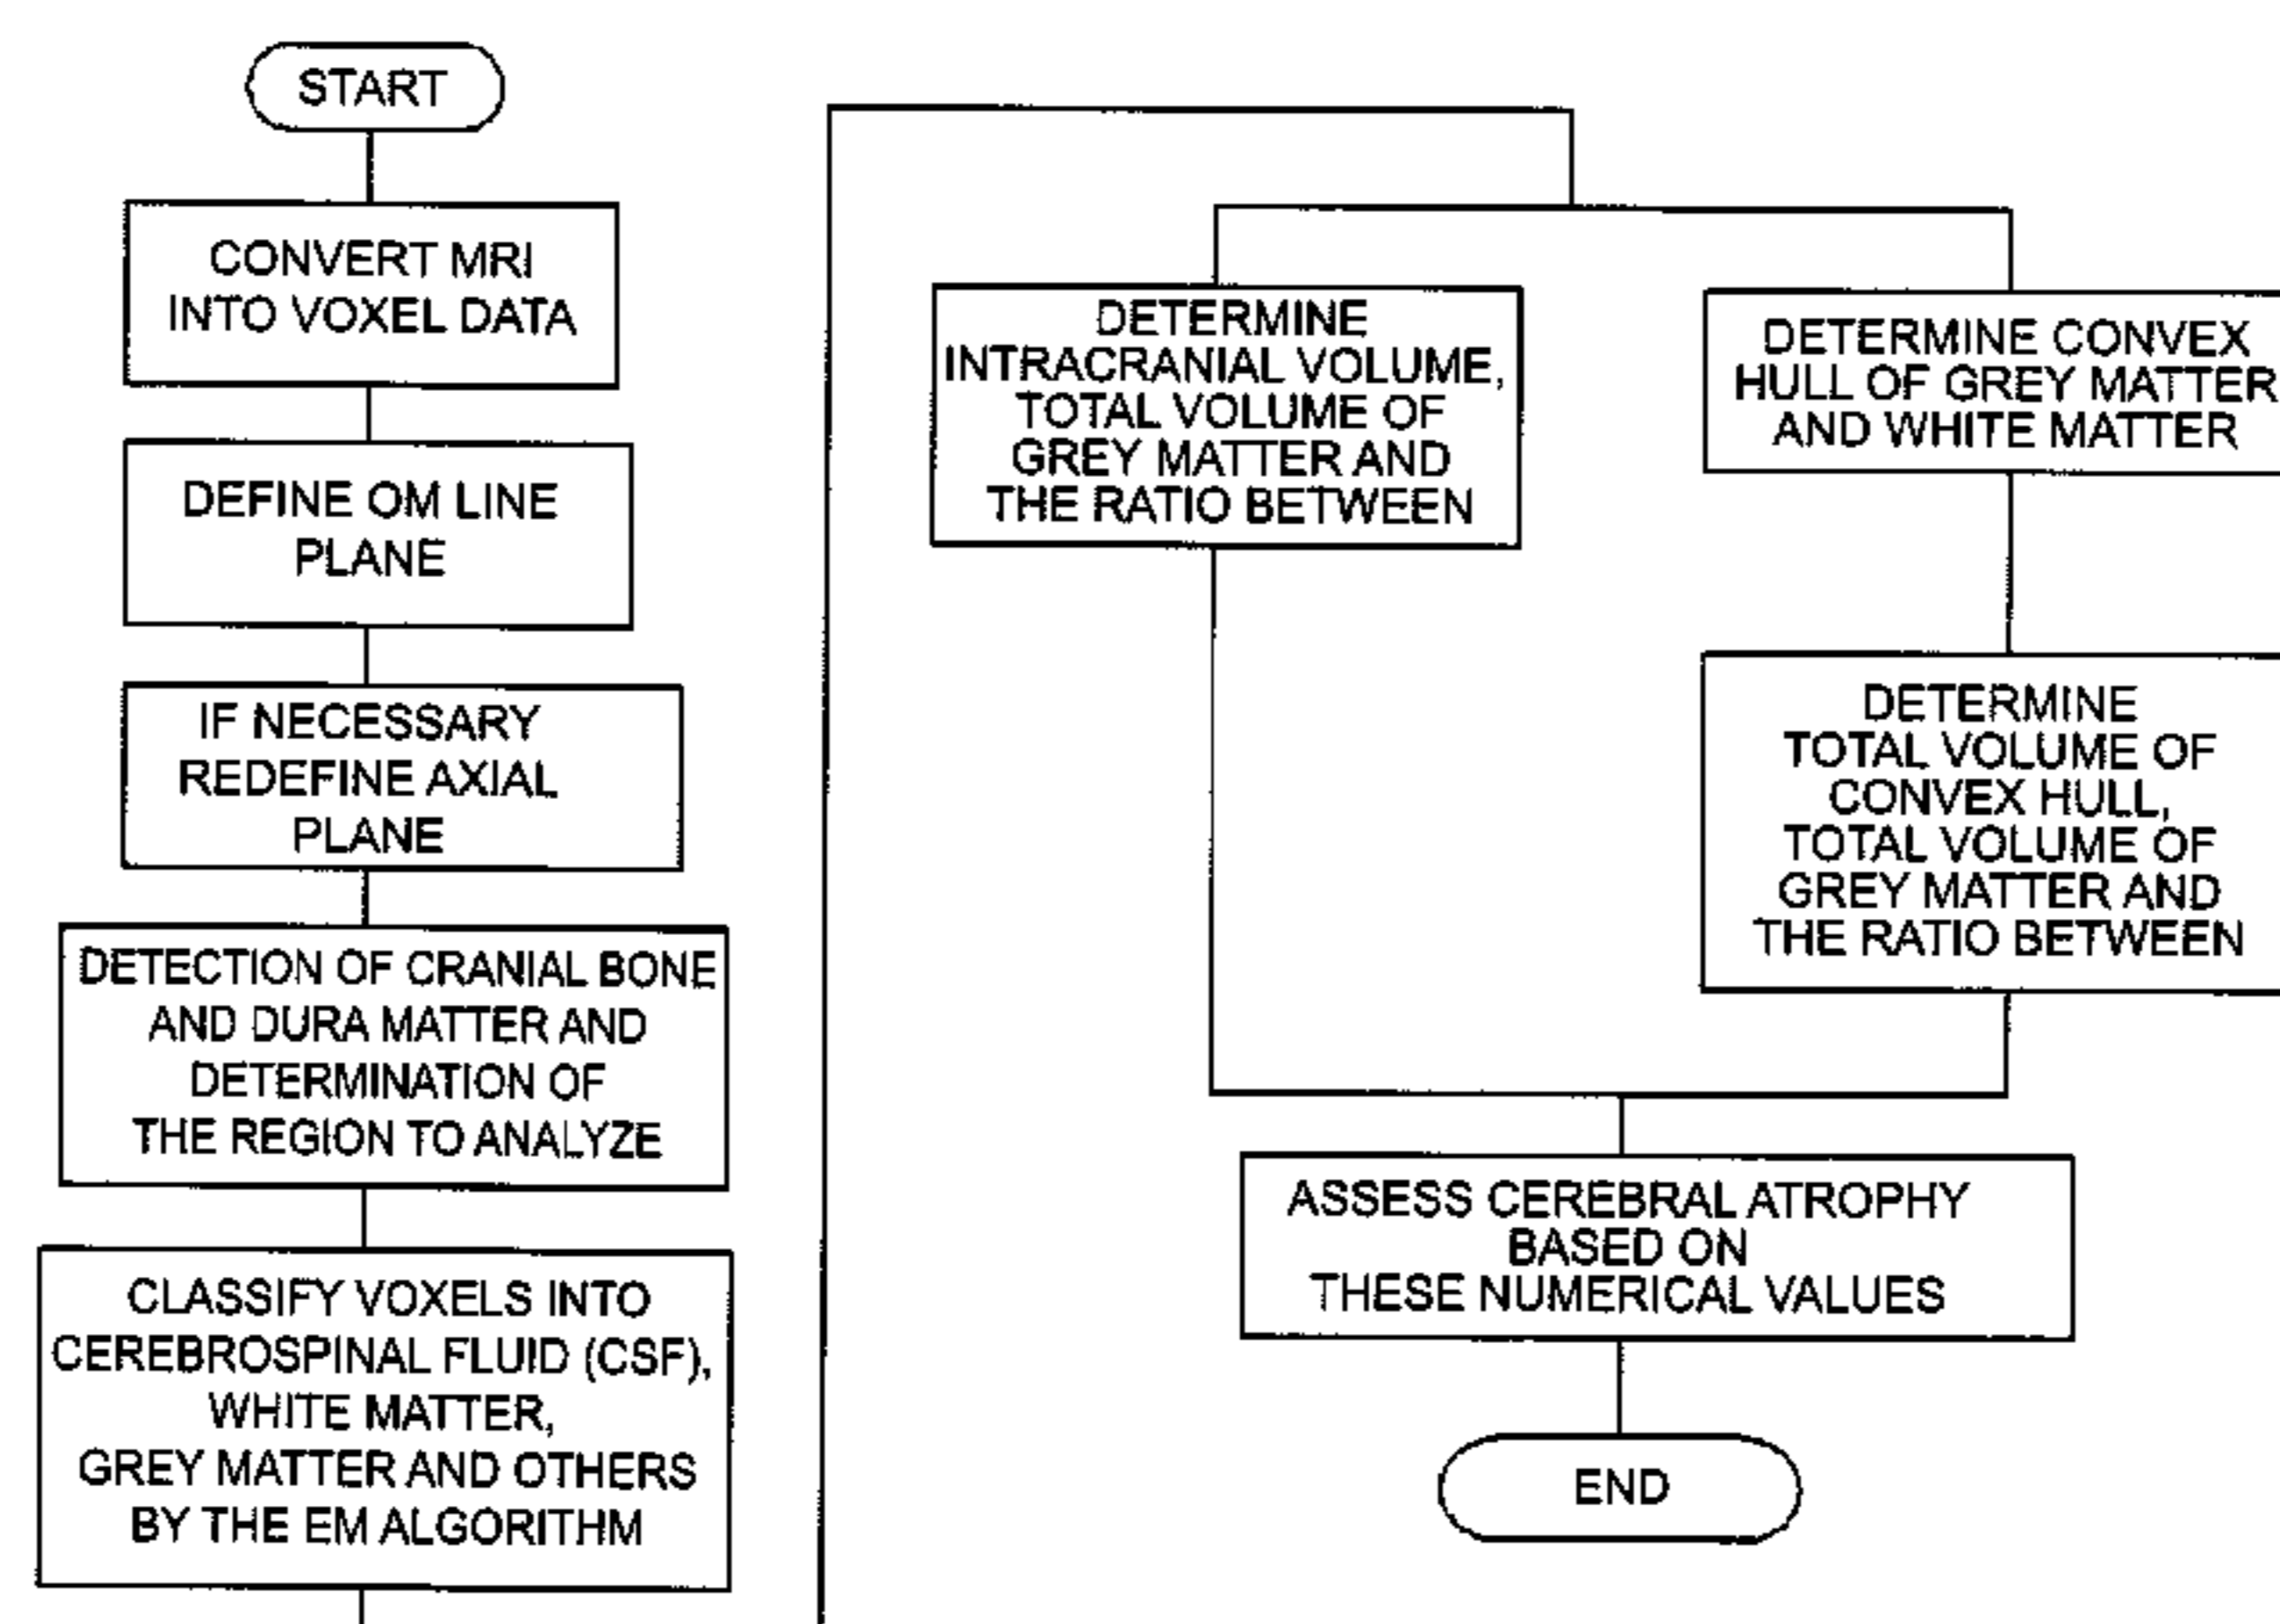 START
CONVERT MRI
INTO VOXEL DATA
DEFINE OM LINE
PLANE
IF NECESSARY
REDEFINE AXIAL
PLANE
DETECTION OF CRANIAL BONE
AND DURA MATTER AND
DETERMINATION OF
THE REGION TO ANALYZE
CLASSIFY VOXELS INTO
CEREBROSPINAL FLUID (CSF),
WHITE MATTER,
GREY MATTER AND OTHERS
BY THE EM ALGORITHM
DETERMINE
INTRACRANIAL VOLUME,
TOTAL VOLUME OF
GREY MATTER AND
THE RATIO BETWEEN
DETERMINE CONVEX
HULL OF GREY MATTER
AND WHITE MATTER
DETERMINE
TOTAL VOLUME OF
CONVEX HULL,
TOTAL VOLUME OF
GREY MATTER AND
THE RATIO BETWEEN
ASSESS CEREBRAL ATROPHY
BASED ON
THESE NUMERICAL VALUES
END